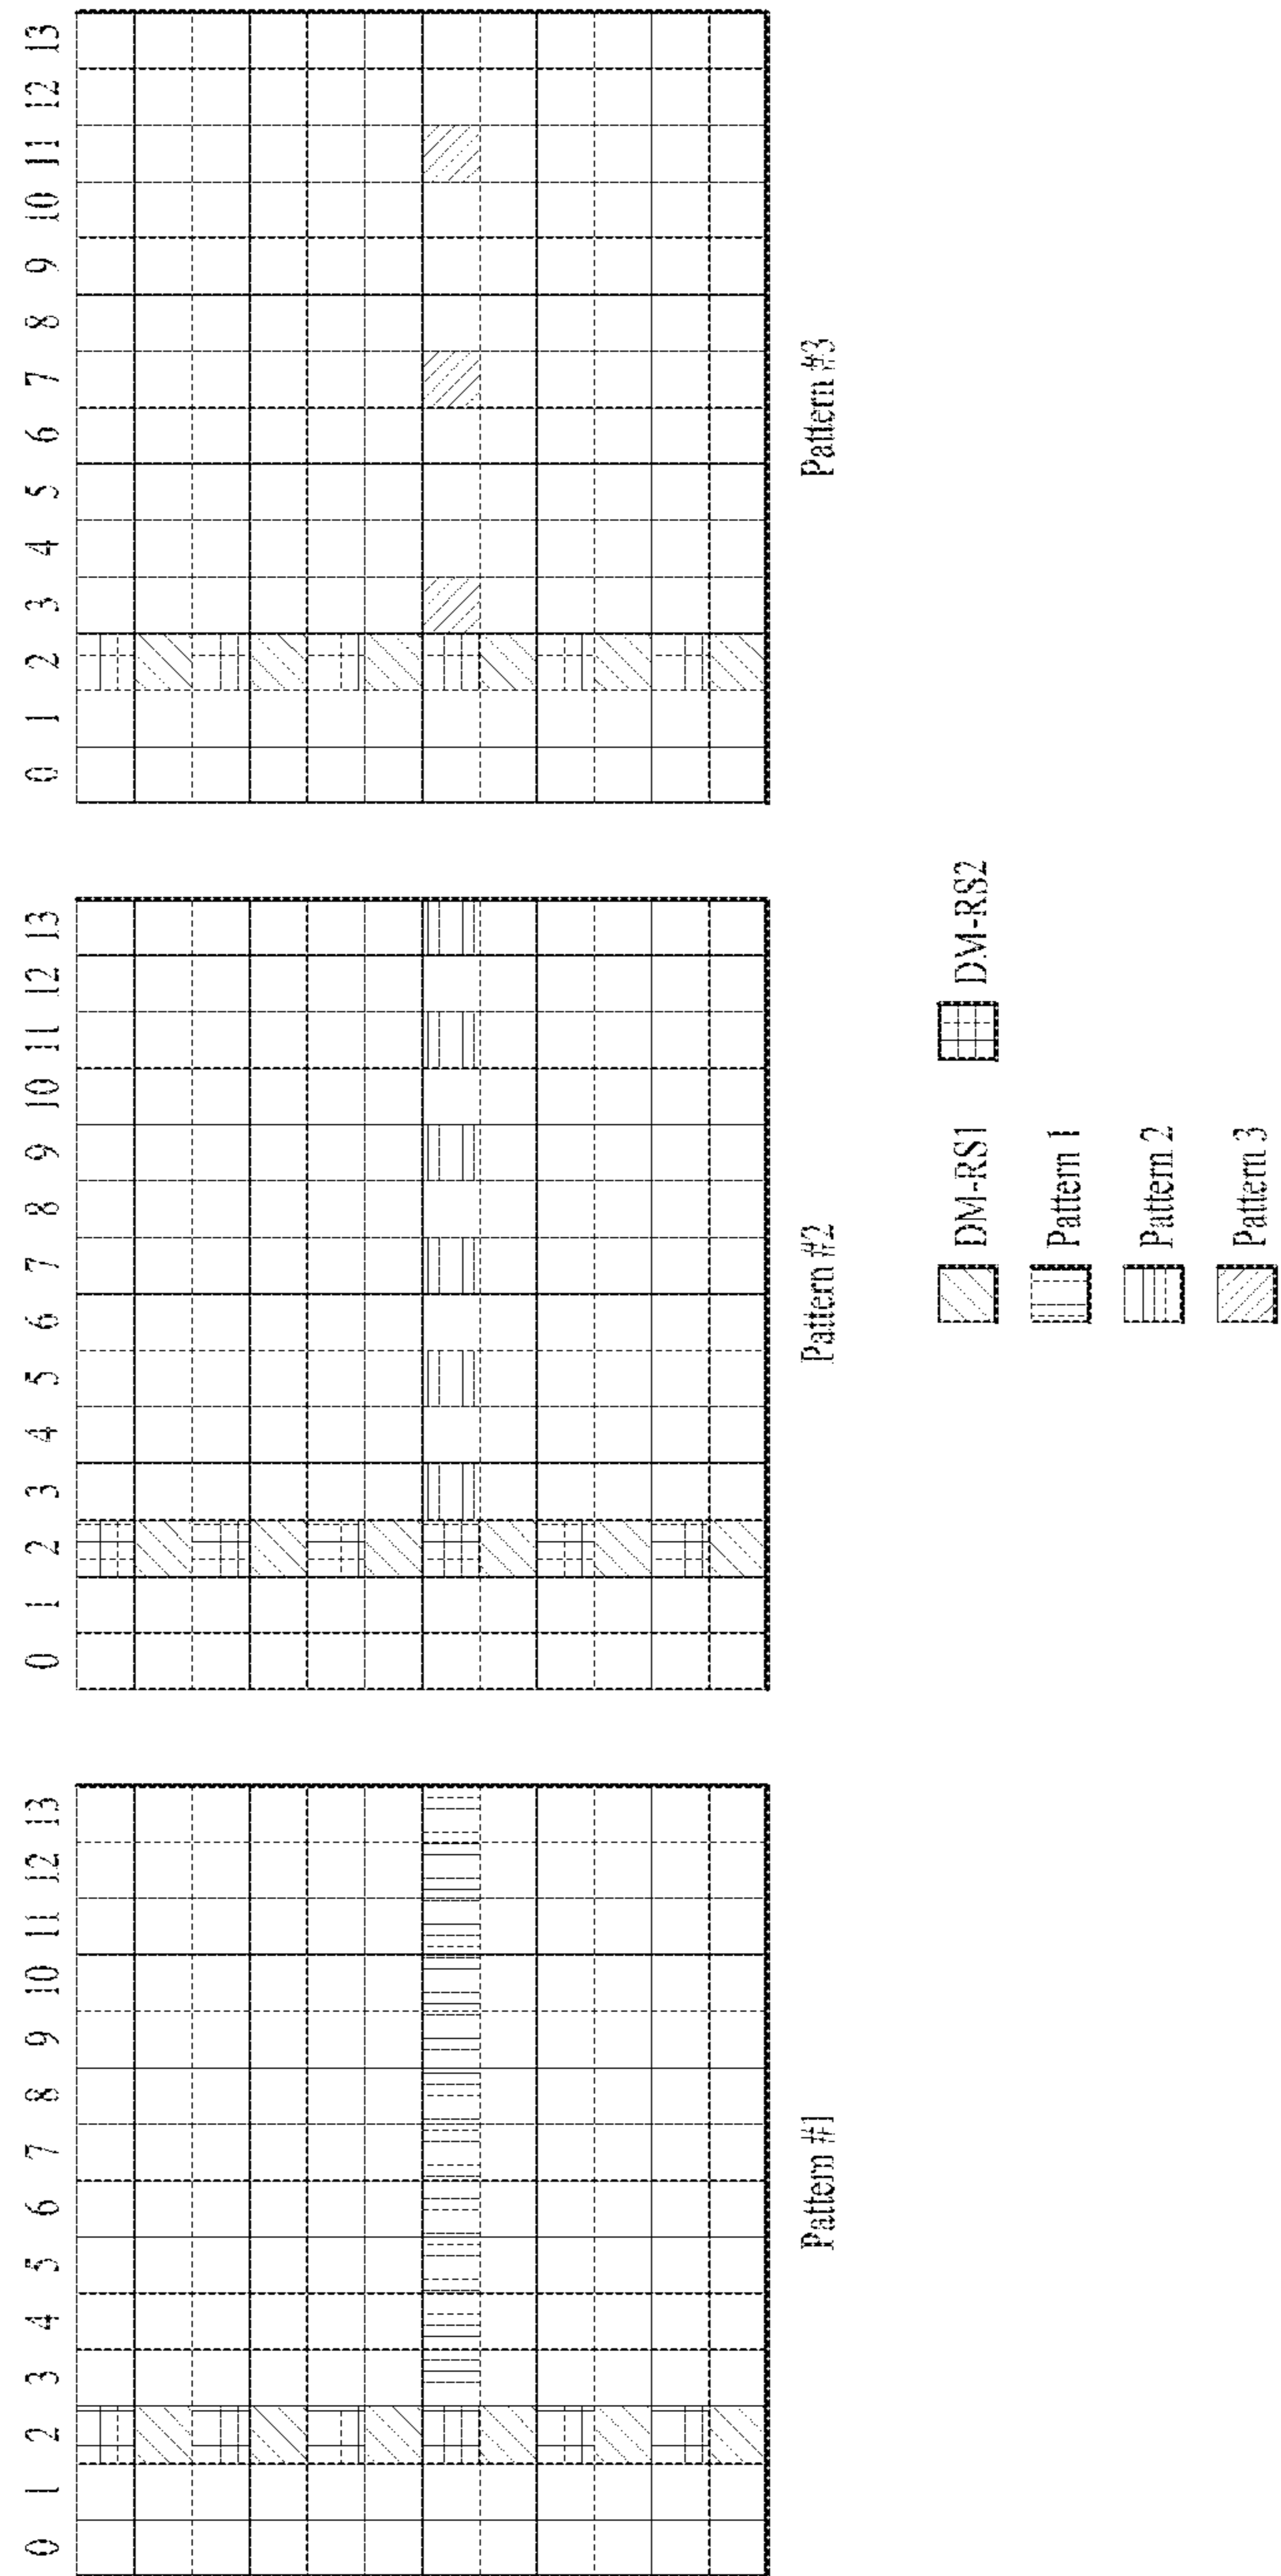 0 1 2 3 4 5 6 7 8 9 10 11 12 13
Pattern #1
0 1 2 3 4 5 6 7 8 9 10 11 12 13
Pattern #2
0 1 2 3 4 5 6 7 8 9 10 11 12 13
Pattern #3
DM-RS1
DM-RS2
Pattern 1
Pattern 2
Pattern 3